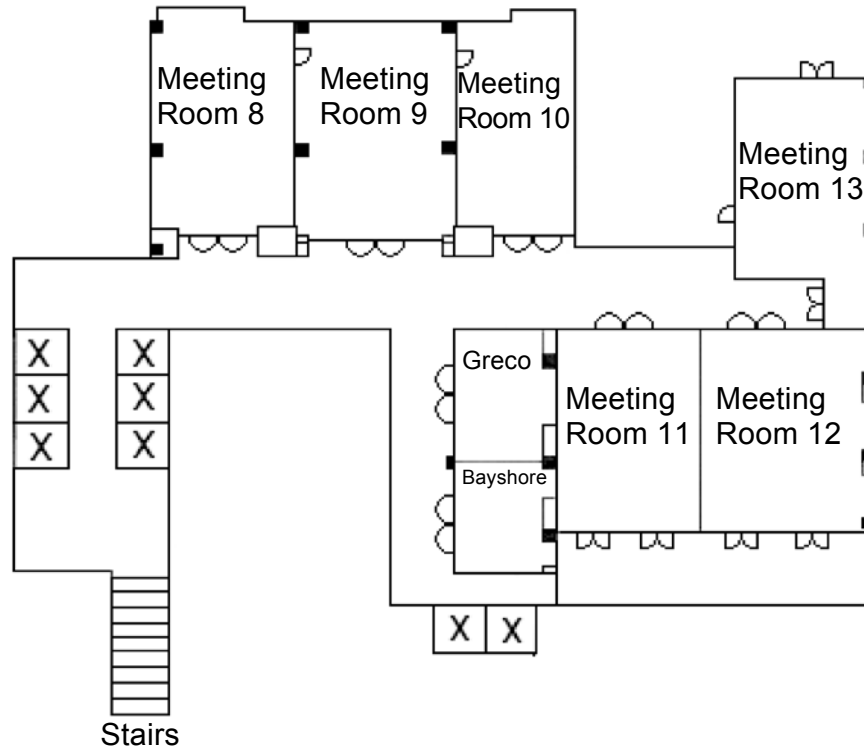 Meeting
Room 8
Meeting
Room 9
Meeting
Room 10
Meeting
Room 13
X
X
X
X
X
X
Greco
Meeting
Room 11
Meeting
Room 12
Bayshore
X
X
Stairs